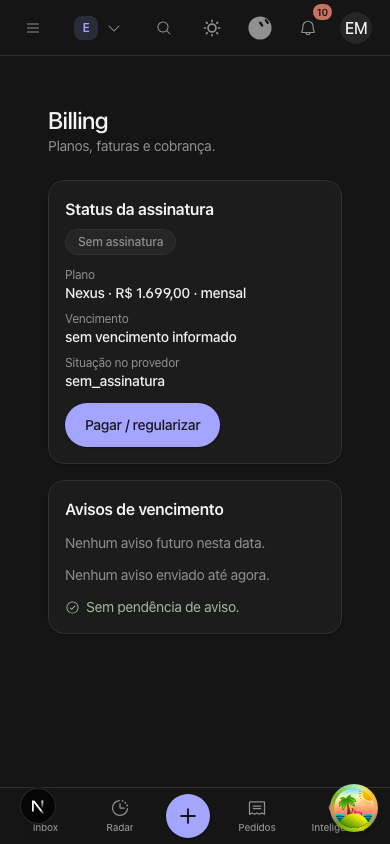 E
10
EM
Billing
Planos, faturas e cobrança.
Status da assinatura
Sem assinatura
Plano
Nexus · R$ 1.699,00 · mensal
Vencimento
sem vencimento informado
Situação no provedor
sem_assinatura
Pagar / regularizar
Avisos de vencimento
Nenhum aviso futuro nesta data.
Nenhum aviso enviado até agora.
Sem pendência de aviso.
N
Inbox
Radar
Pedidos